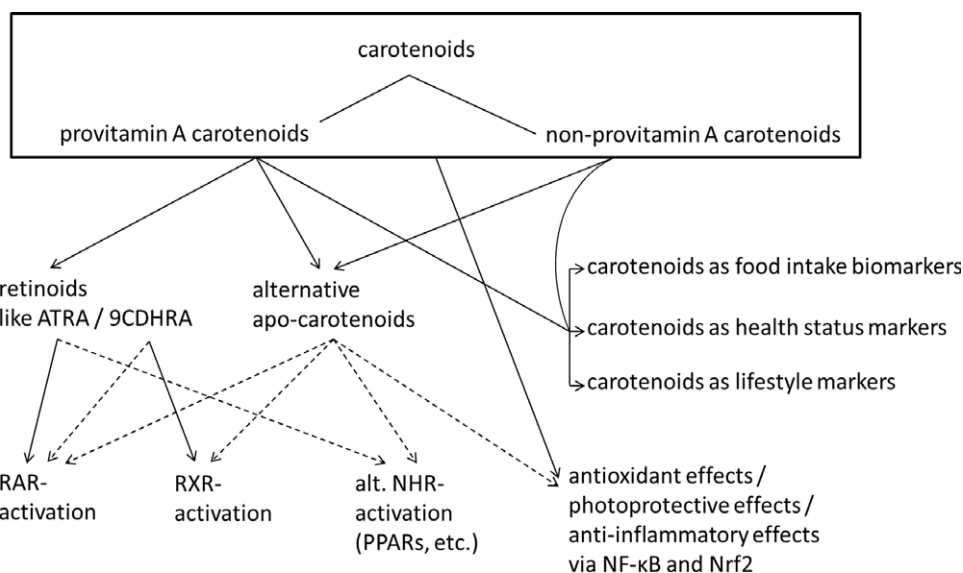 carotenoids
provitamin A carotenoids
non-provitamin A carotenoids
retinoids
like ATRA / 9CDHRA
alternative
apo-carotenoids
carotenoids as food intake biomarkers
carotenoids as health status markers
carotenoids as lifestyle markers
RAR-
activation
RXR-
activation
alt. NHR-
activation
(PPARs, etc.)
antioxidant effects /
photoprotective effects /
anti-inflammatory effects
via NF-κB and Nrf2